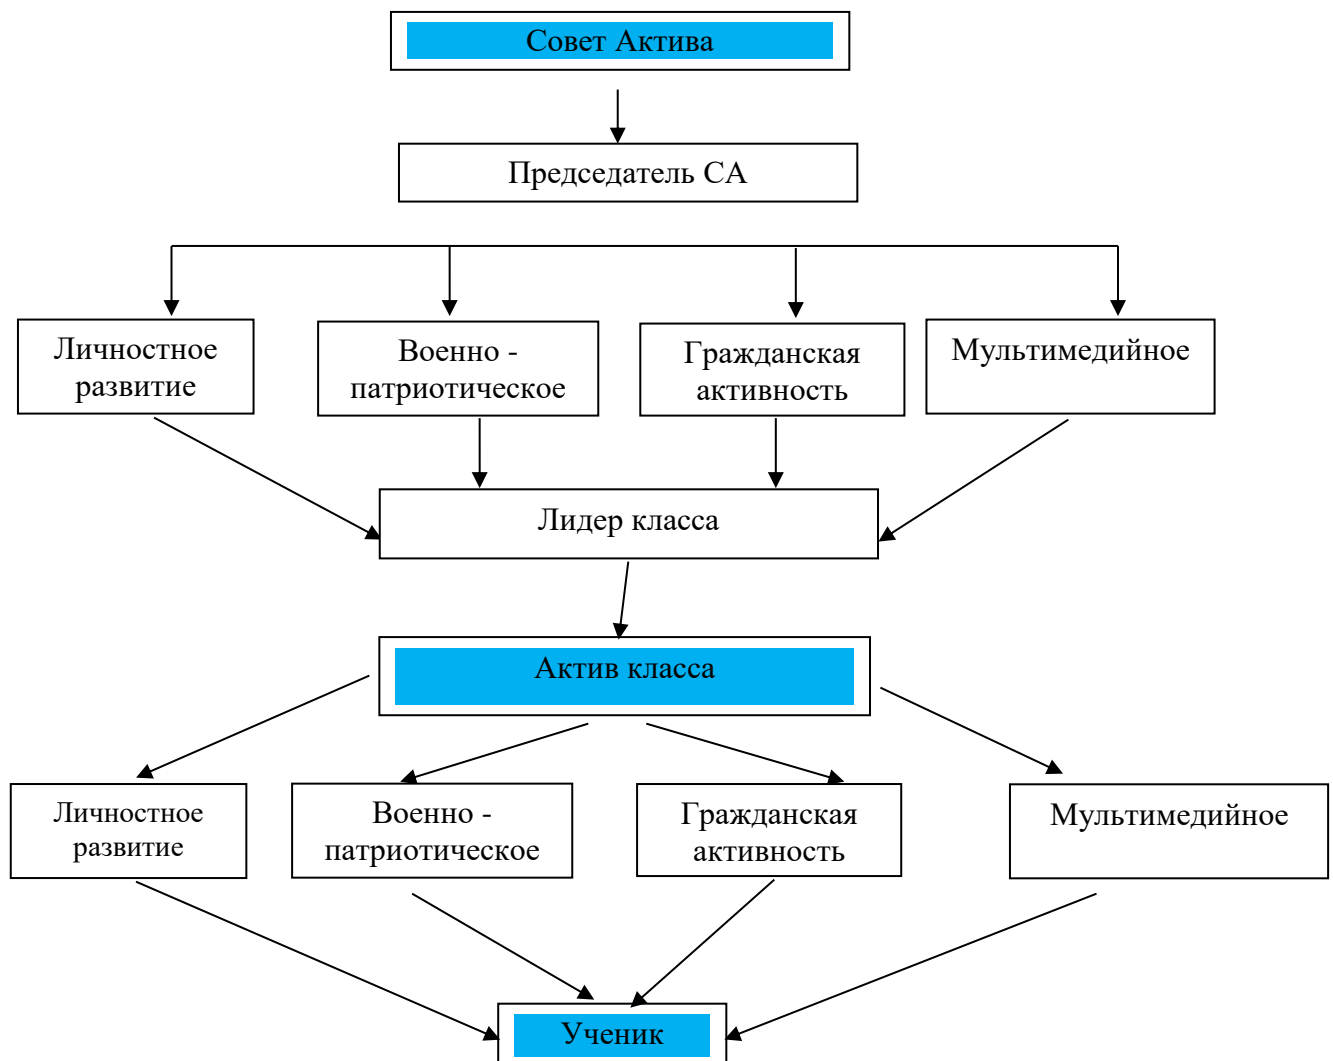 Совет Актива
Председатель СА
Личностное
развитие
Военно -
патриотическое
Гражданская
активность
Мультимедийное
Лидер класса
Актив класса
Личностное
развитие
Военно -
патриотическое
Гражданская
активность
Мультимедийное
Ученик